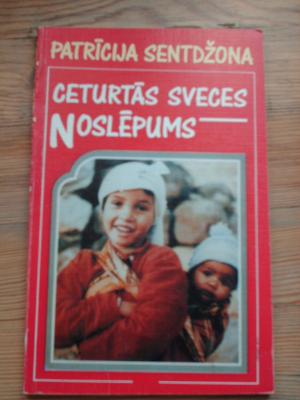 PATRĪCIJA SENTDŽONA
CETURTĀS SVECES
NOSLĒPUMS